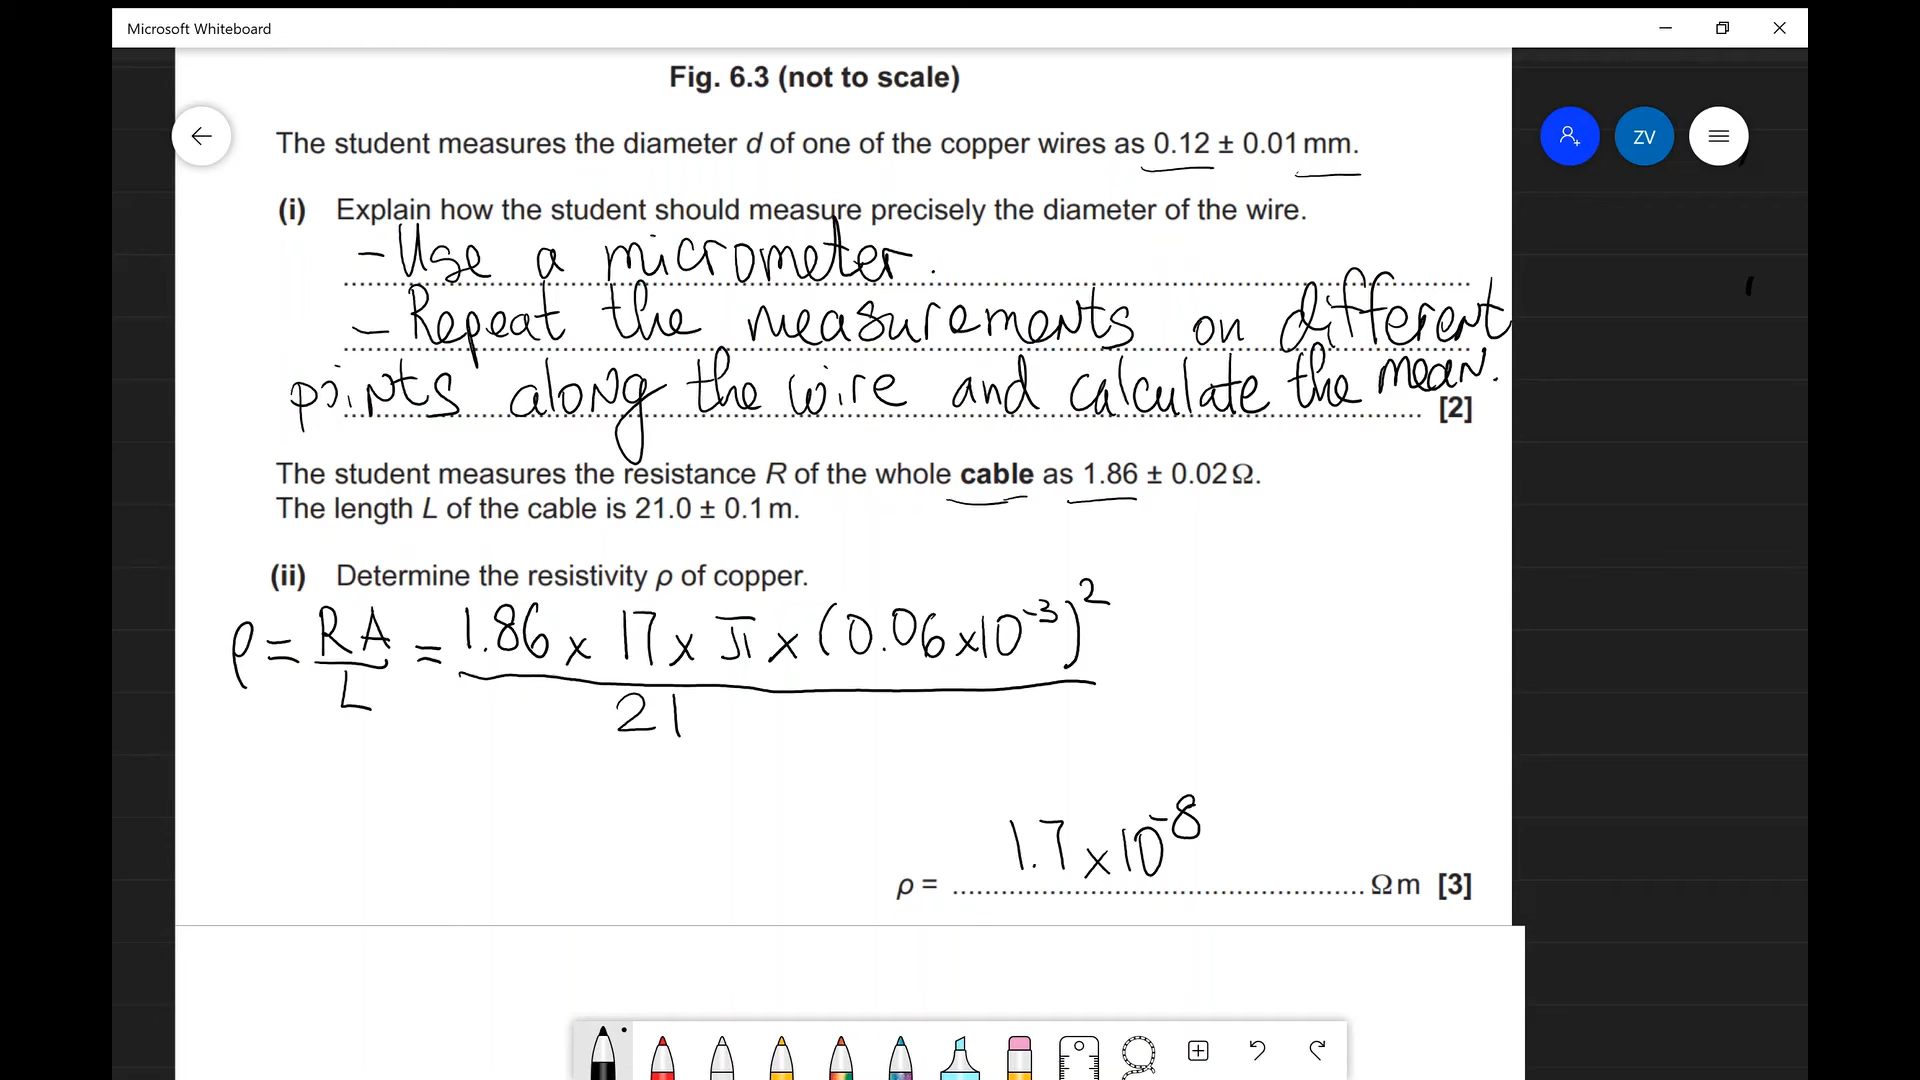 Microsoft Whiteboard
Fig. 6.3 (not to scale)
ZV
The student measures the diameter d of one of the copper wires as 0.12 ± 0.01 mm.
(i) Explain how the student should measure precisely the diameter of the wire.
- Use a micrometer.
- Repeat the measurements on different
points along the wire and calculate the mean.
[2]
The student measures the resistance R of the whole cable as 1.86 ± 0.02 Ω.
The length L of the cable is 21.0 ± 0.1 m.
(ii) Determine the resistivity ρ of copper.
ρ = RA/L = 1.86 × 17 × π × (0.06 × 10⁻³)² / 21
1.7 × 10⁻⁸
ρ = ........................................ Ω m [3]